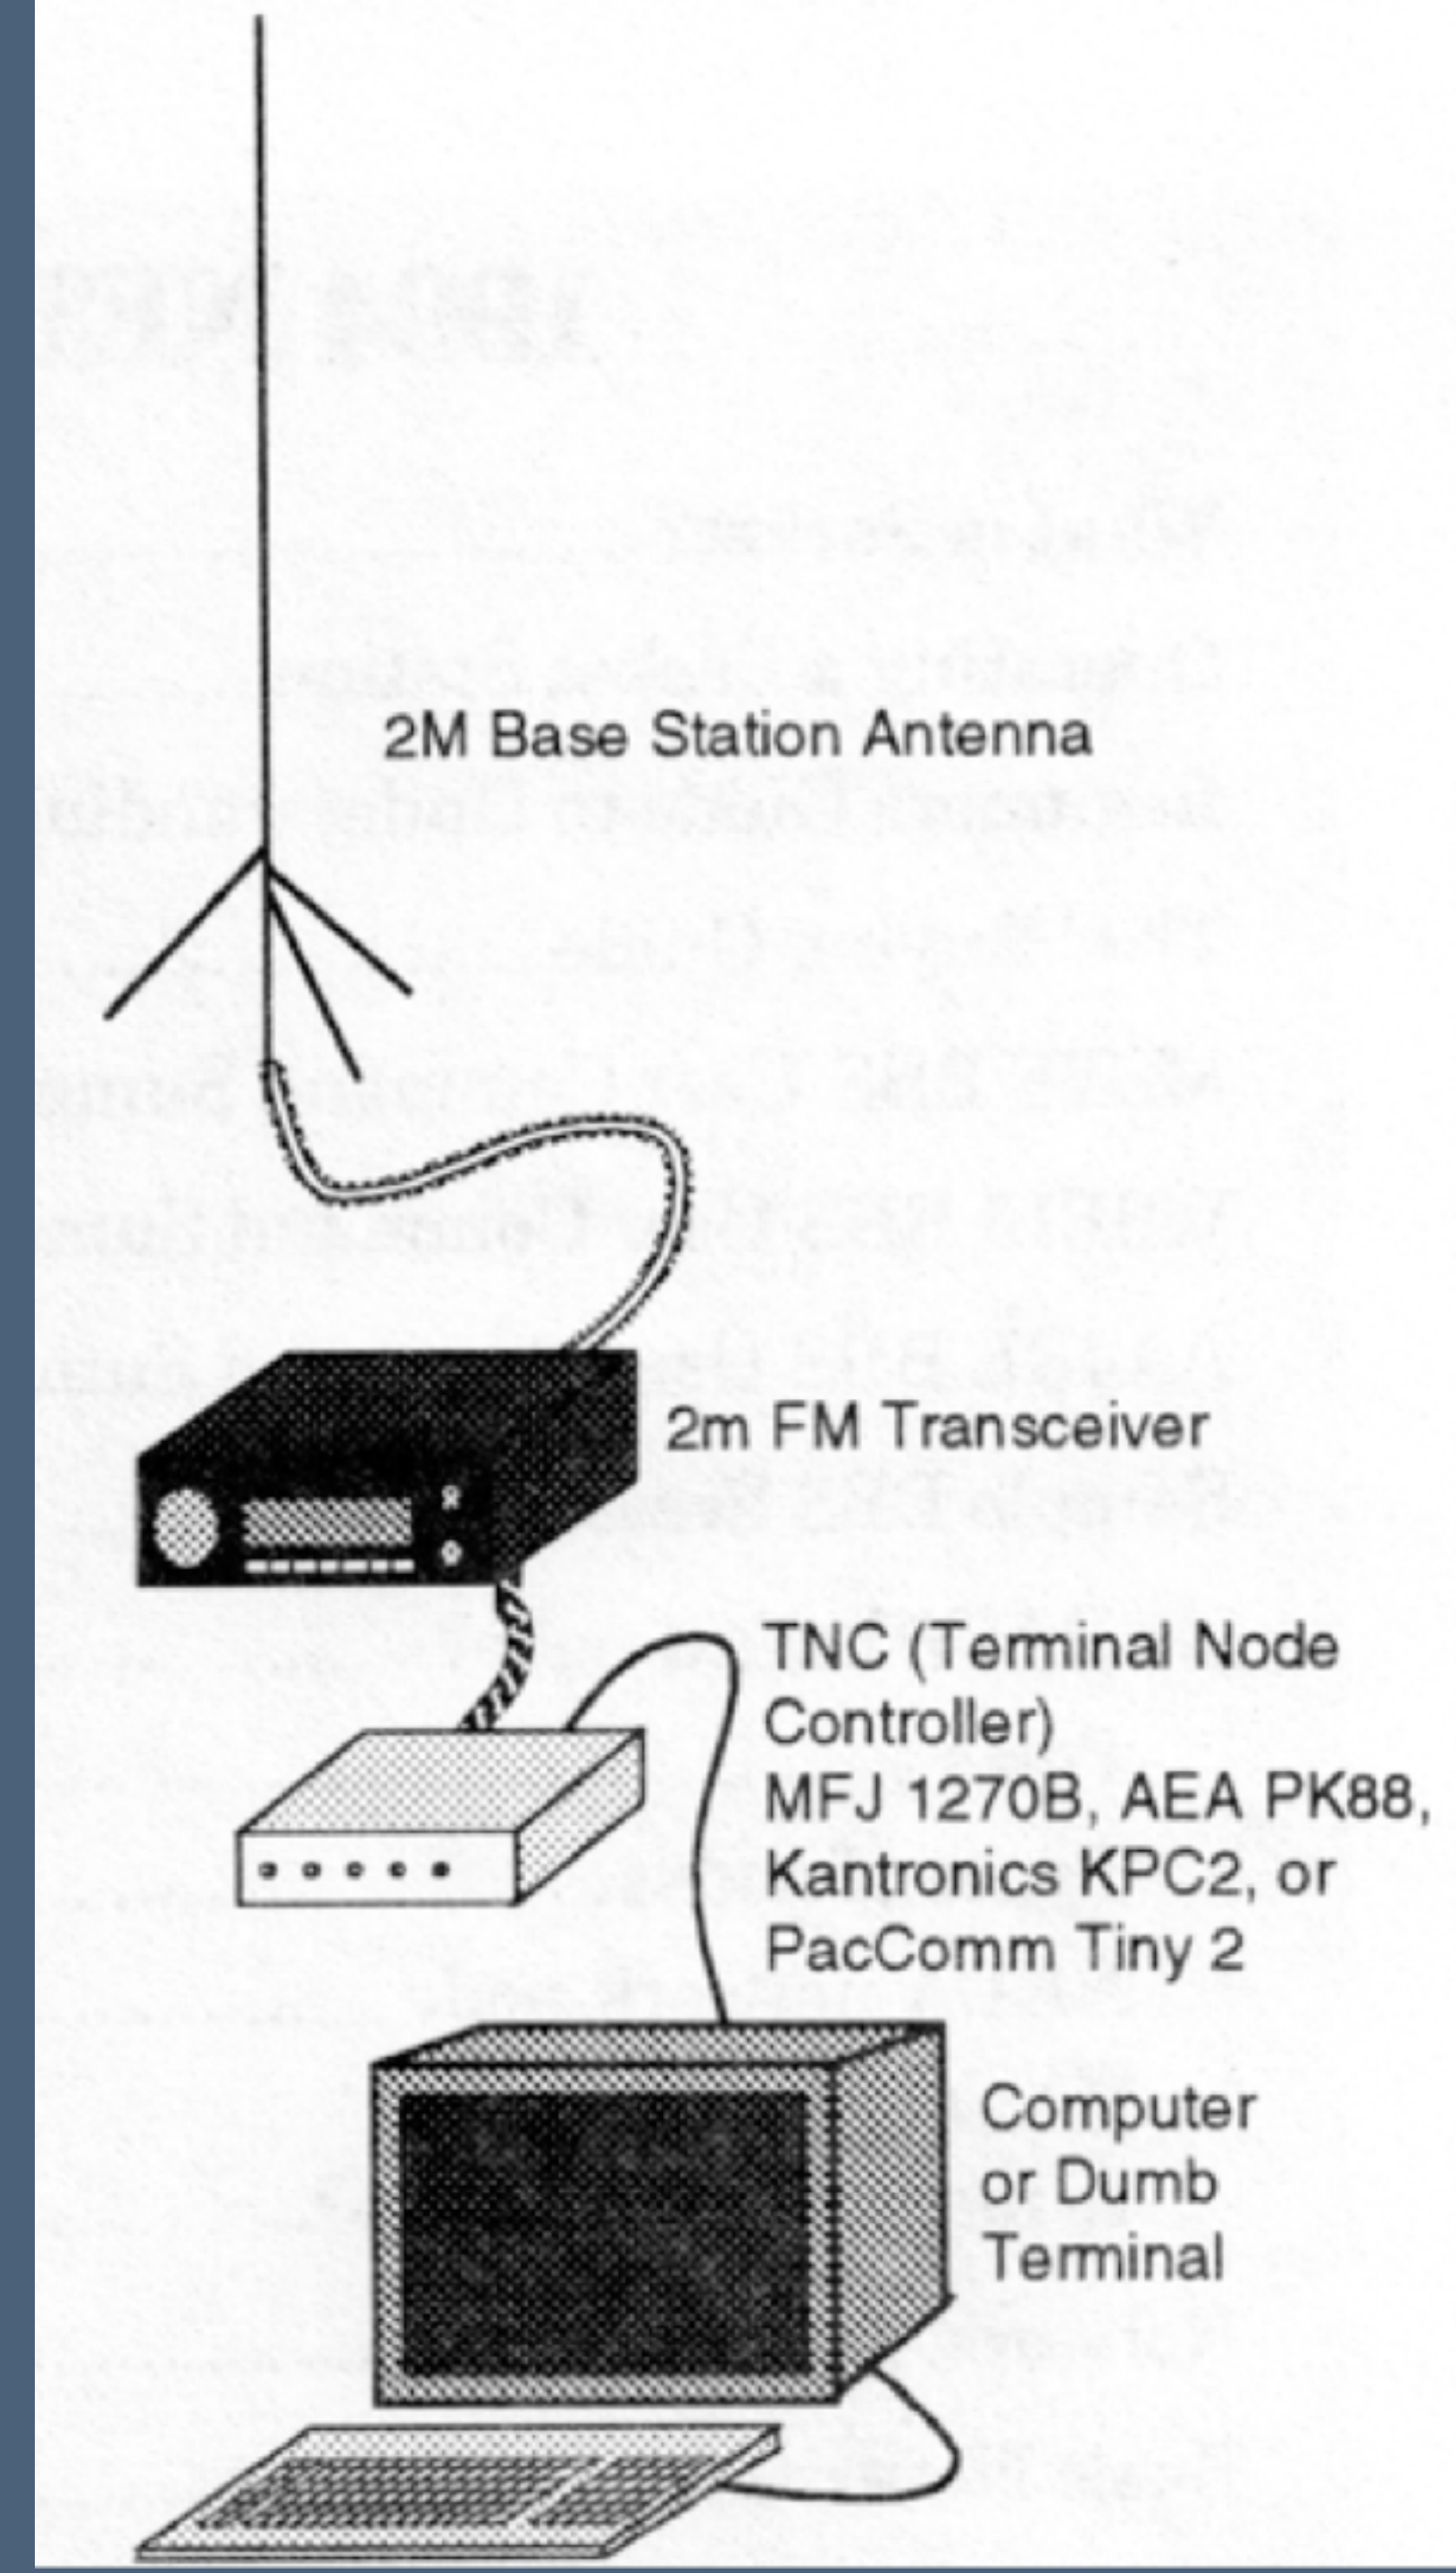 2M Base Station Antenna
2m FM Transceiver
TNC (Terminal Node
Controller)
MFJ 1270B, AEA PK88,
Kantronics KPC2, or
PacComm Tiny 2
Computer
or Dumb
Terminal